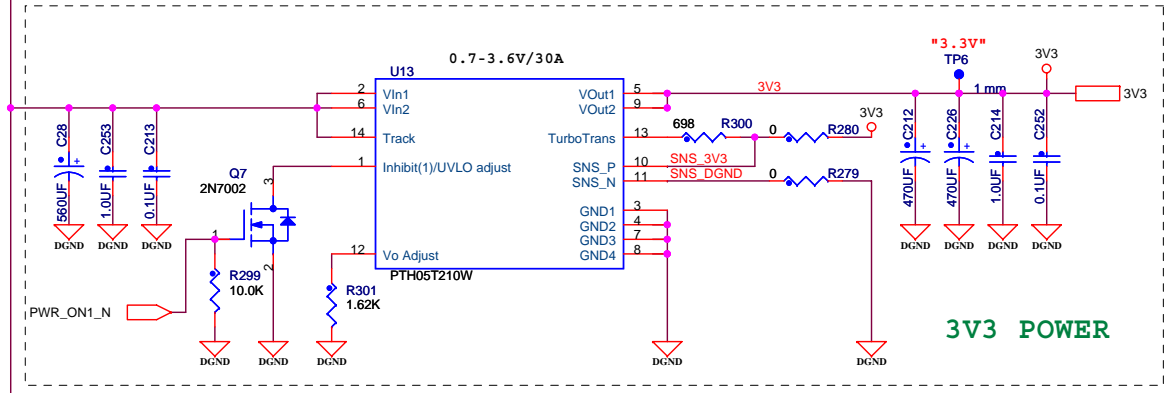 0.7-3.6V/30A
"3.3V"
TP6
3V3
U13
2 VIn1 VOut1 5 3V3 1 mm 3V3
6 VIn2 VOut2 9
14 Track TurboTrans 13 698 R300 0 R280 3V3
1 Inhibit(1)/UVLO adjust SNS_P 10 SNS_3V3
SNS_N 11 SNS_DGND 0 R279
C28 560UF
C253 1.0UF
C213 0.1UF
C212 470UF
C226 470UF
C214 1.0UF
C252 0.1UF
DGND DGND DGND
DGND DGND DGND DGND
Q7
2N7002
3
1
2
GND1 3
GND2 4
GND3 7
GND4 8
12 Vo Adjust
PTH05T210W
R299
10.0K
R301
1.62K
PWR_ON1_N
3V3 POWER
DGND DGND DGND DGND DGND